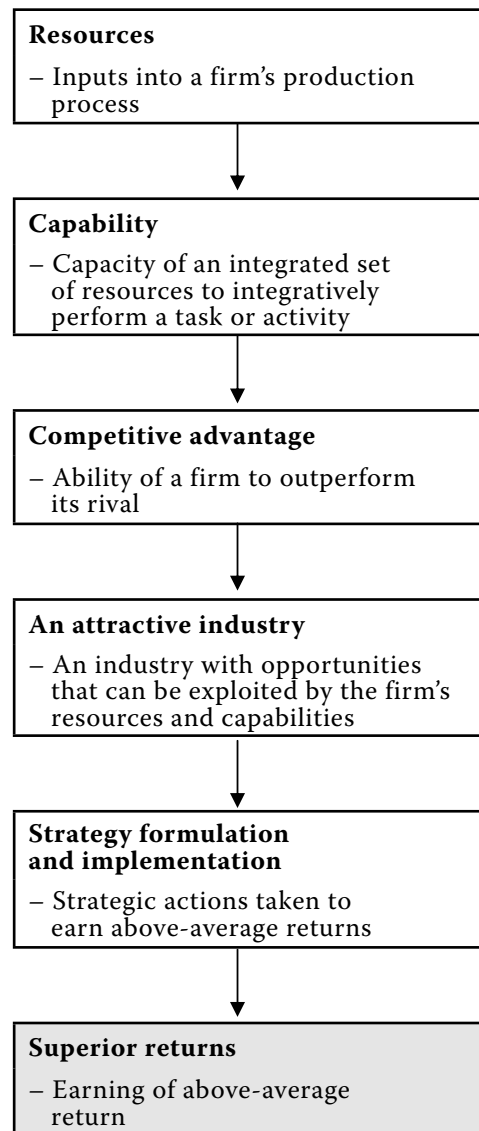 Resources
– Inputs into a firm’s production
process
Capability
– Capacity of an integrated set
of resources to integratively
perform a task or activity
Competitive advantage
– Ability of a firm to outperform
its rival
An attractive industry
– An industry with opportunities
that can be exploited by the firm’s
resources and capabilities
Strategy formulation
and implementation
– Strategic actions taken to
earn above-average returns
Superior returns
– Earning of above-average
return